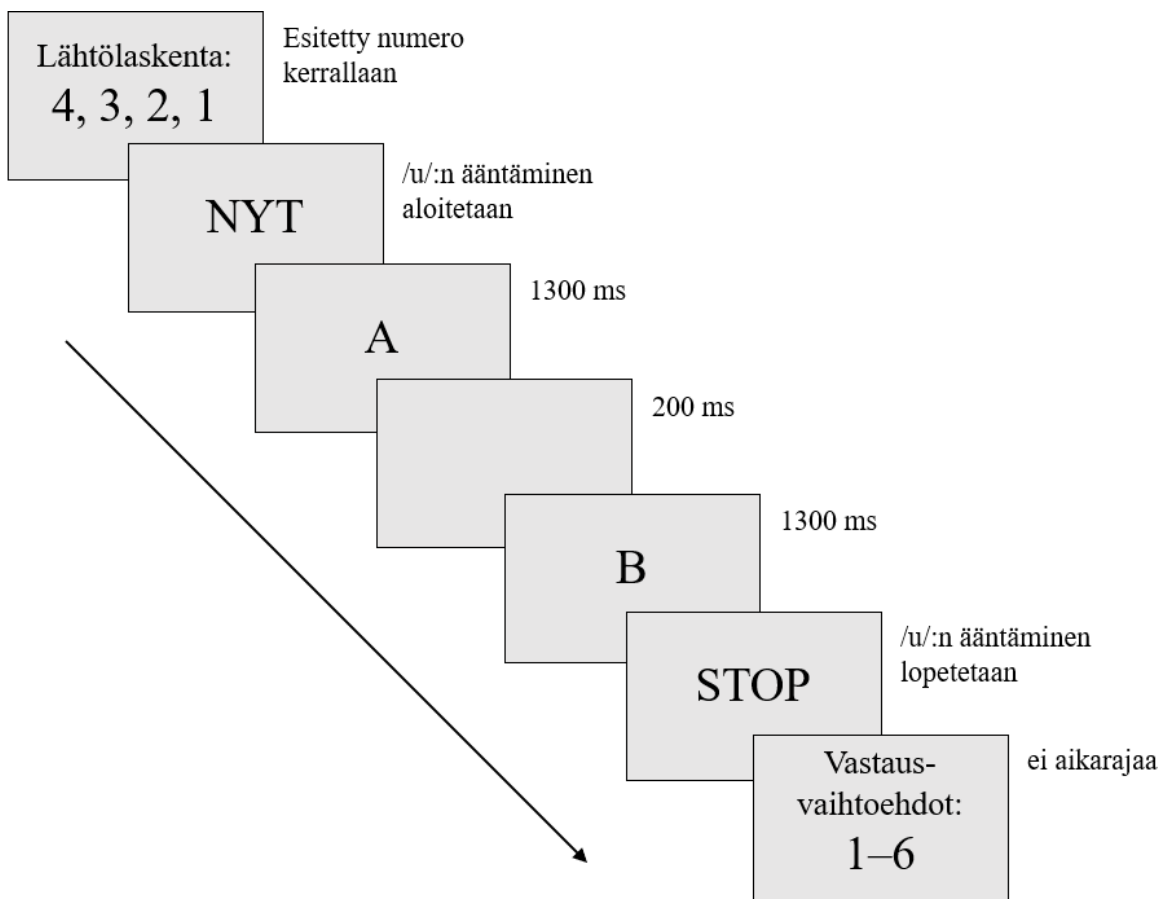 Lähtölaskenta:
4, 3, 2, 1
Esitetty numero
kerrallaan
NYT
/u/:n ääntäminen
aloitetaan
A
1300 ms
200 ms
B
1300 ms
STOP
/u/:n ääntäminen
lopetetaan
Vastaus-
vaihtoehdot:
1–6
ei aikarajaa